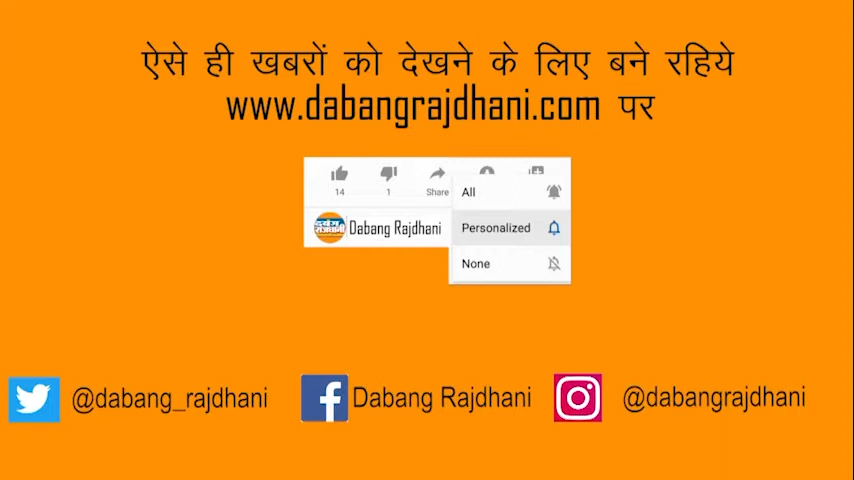 ऐसे ही खबरों को देखने के लिए बने रहिये
www.dabangrajdhani.com पर
14 1 Share
All
Dabang Rajdhani
Personalized
None
@dabang_rajdhani Dabang Rajdhani @dabangrajdhani